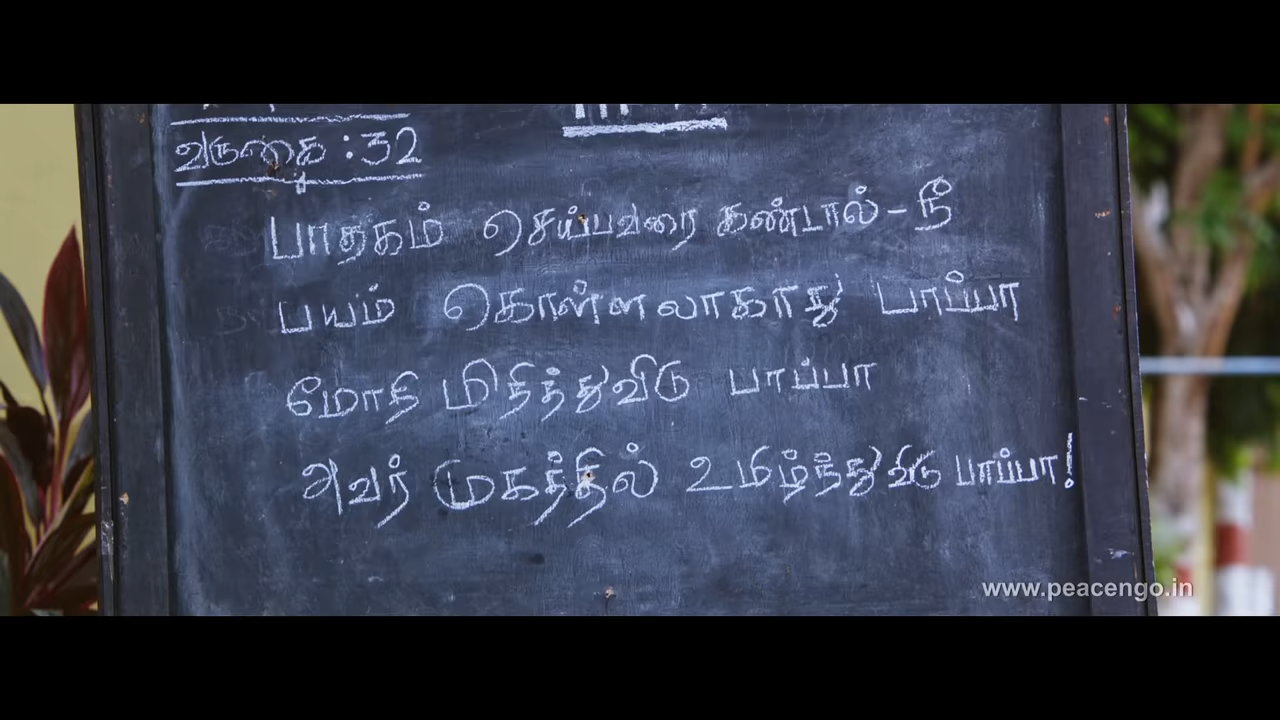 வருகை : 32
பாதகம் செய்பவரை கண்டால் - நீ
பயம் கொள்ளலாகாது பாப்பா
மோதி மிதித்துவிடு பாப்பா
அவர் முகத்தில் உமிழ்ந்துவிடு பாப்பா!
www.peacengo.in